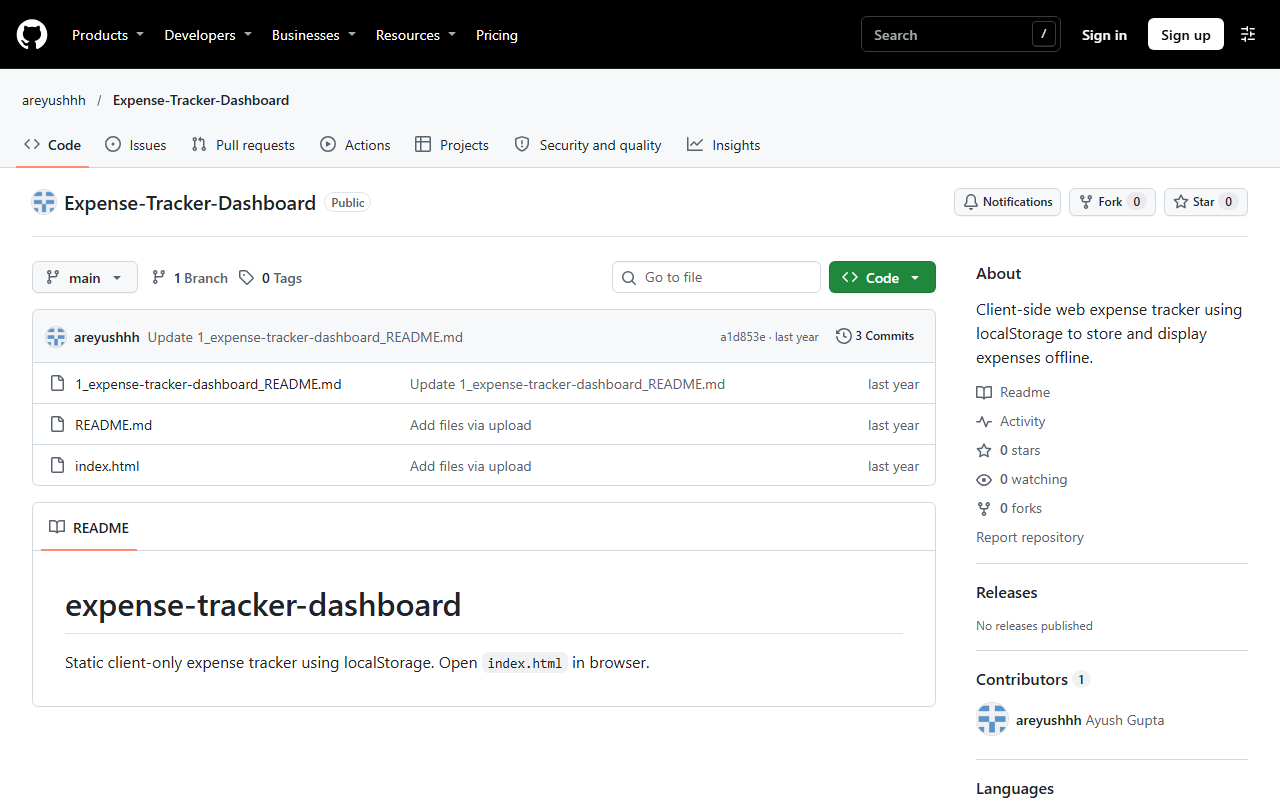 Products Developers Businesses Resources Pricing Search / Sign in Sign up
areyushhh / Expense-Tracker-Dashboard
Code Issues Pull requests Actions Projects Security and quality Insights
Expense-Tracker-Dashboard Public Notifications Fork 0 Star 0
main 1 Branch 0 Tags Go to file Code
areyushhh Update 1_expense-tracker-dashboard_README.md a1d853e · last year 3 Commits
1_expense-tracker-dashboard_README.md Update 1_expense-tracker-dashboard_README.md last year
README.md Add files via upload last year
index.html Add files via upload last year
README
expense-tracker-dashboard
Static client-only expense tracker using localStorage. Open index.html in browser.
About
Client-side web expense tracker using
localStorage to store and display
expenses offline.
Readme
Activity
0 stars
0 watching
0 forks
Report repository
Releases
No releases published
Contributors 1
areyushhh Ayush Gupta
Languages